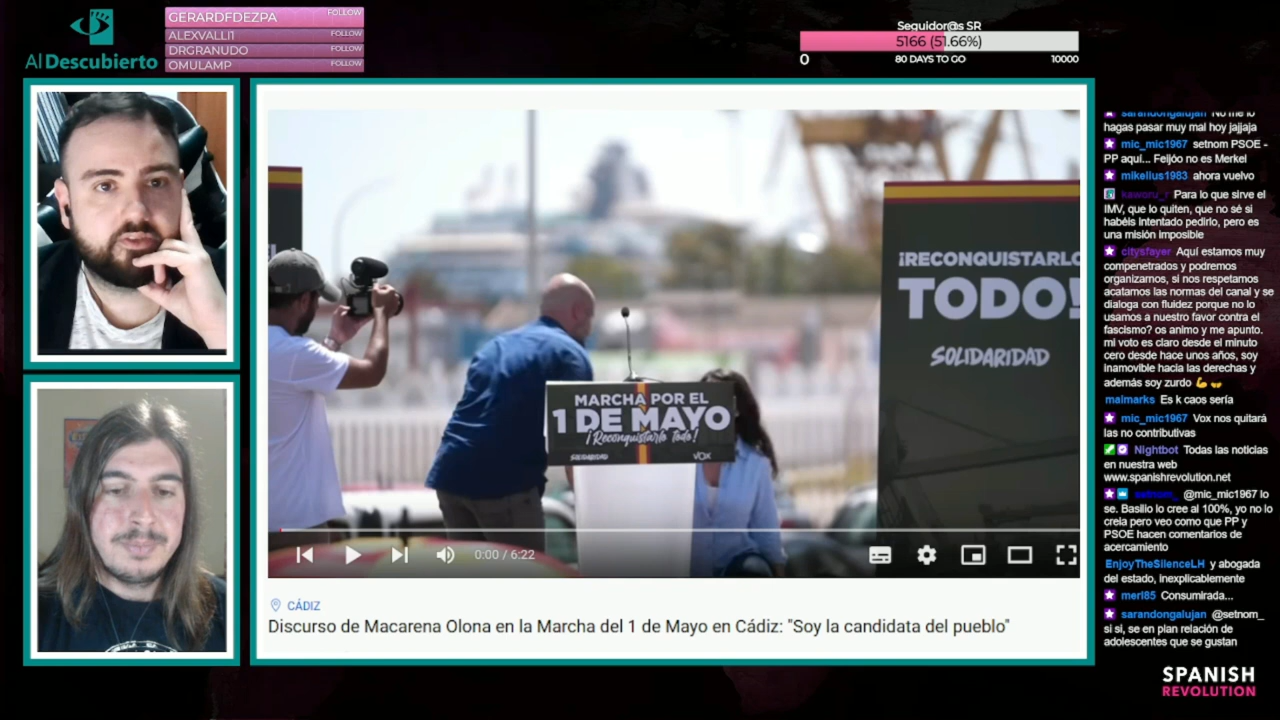 Al Descubierto
GERARDFDEZPA FOLLOW
ALEXVALLI1 FOLLOW
DRGRANUDO FOLLOW
OMULAMP FOLLOW
Seguidor@s SR
5166 (51.66%)
0 80 DAYS TO GO 10000
¡RECONQUISTARLO
TODO!
SOLIDARIDAD
MARCHA POR EL
1 DE MAYO
¡Reconquistarlo Todo!
SOLIDARIDAD VOX
0:00 / 6:22
CÁDIZ
Discurso de Macarena Olona en la Marcha del 1 de Mayo en Cádiz: "Soy la candidata del pueblo"
sarandongalujan No me lo
hagas pasar muy mal hoy jajjaja
mic_mic1967 setnom PSOE -
PP aquí... Feijóo no es Merkel
mikelius1983 ahora vuelvo
kaworu_r Para lo que sirve el
IMV, que lo quiten, que no sé si
habéis intentado pedirlo, pero es
una misión imposible
citysfayer Aquí estamos muy
compenetrados y podremos
organizarnos, si nos respetamos
acatamos las normas del canal y se
dialoga con fluidez porque no lo
usamos a nuestro favor contra el
fascismo? os animo y me apunto.
mi voto es claro desde el minuto
cero desde hace unos años, soy
inamovible hacia las derechas y
además soy zurdo
malmarks Es k caos sería
mic_mic1967 Vox nos quitará
las no contributivas
Nightbot Todas las noticias
en nuestra web
www.spanishrevolution.net
setnom_ @mic_mic1967 lo
se. Basilio lo cree al 100%, yo no lo
creia pero veo como que PP y
PSOE hacen comentarios de
acercamiento
EnjoyTheSilenceLH y abogada
del estado, inexplicablemente
meri85 Consumirada...
sarandongalujan @setnom_
si si, se en plan relación de
adolescentes que se gustan
SPANISH
REVOLUTION